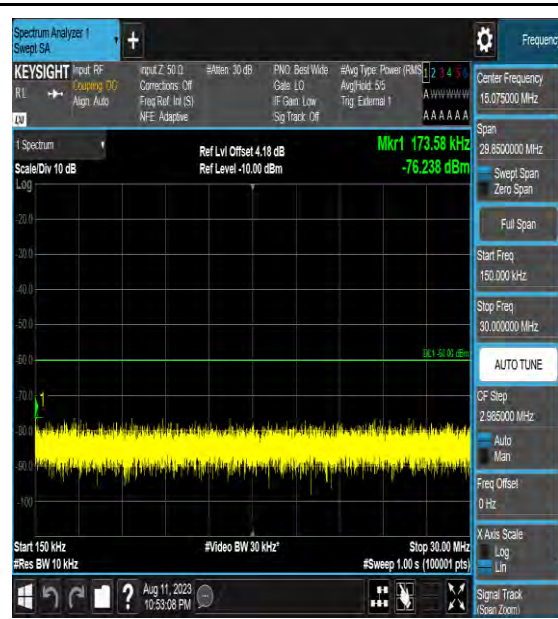 Spectrum Analyzer 1
Swept SA
+
Frequenc
KEYSIGHT Input: RF Input Z: 50 Ω #Atten: 30 dB PNO: Best Wide #Avg Type: Power (RMS 1 2 3 4 5 6
RL Coupling: DC Corrections: Off Gate: LO Avg|Hold: 5/5 A W W W W W
Align: Auto Freq Ref: Int (S) IF Gain: Low Trig: External 1
NFE: Adaptive Sig Track: Off A A A A A A
LXI
1 Spectrum
Ref Lvl Offset 4.18 dB Mkr1 173.58 kHz
Scale/Div 10 dB Ref Level -10.00 dBm -76.238 dBm
Log
-20.0
-30.0
-40.0
-50.0
-60.0
-70.0
1
-80.0
-90.0
-100
Start 150 kHz #Video BW 30 kHz* Stop 30.00 MHz
#Res BW 10 kHz #Sweep 1.00 s (100001 pts)
? Aug 11, 2023
10:53:08 PM
Center Frequency
15.075000 MHz
Span
29.8500000 MHz
Swept Span
Zero Span
Full Span
Start Freq
150.000 kHz
Stop Freq
30.000000 MHz
AUTO TUNE
CF Step
2.985000 MHz
Auto
Man
Freq Offset
0 Hz
X Axis Scale
Log
Lin
Signal Track
(Span Zoom)